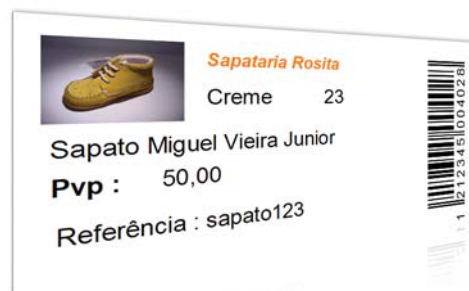 Sapataria Rosita
Creme 23
Sapato Miguel Vieira Junior
Pvp : 50,00
Referência : sapato123
1 212345 004028